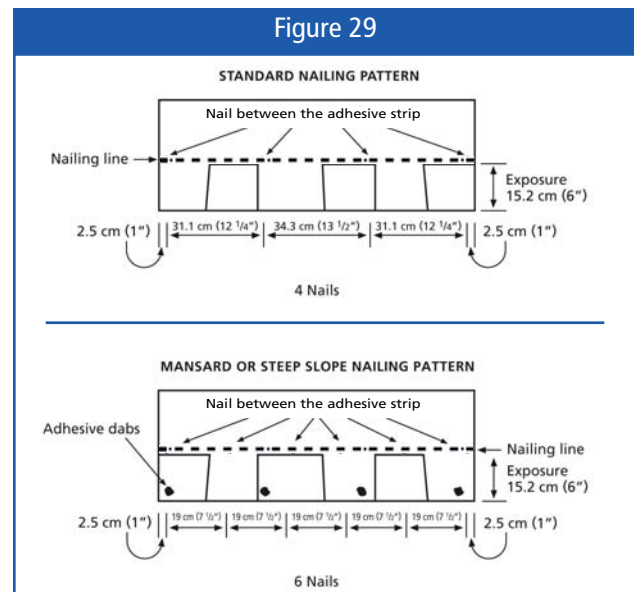 Figure 29
STANDARD NAILING PATTERN
Nail between the adhesive strip
Nailing line
Exposure
15.2 cm (6”)
2.5 cm (1”)
31.1 cm (12 1/4”)
34.3 cm (13 1/2”)
31.1 cm (12 1/4”)
2.5 cm (1”)
4 Nails
MANSARD OR STEEP SLOPE NAILING PATTERN
Nail between the adhesive strip
Adhesive dabs
Nailing line
Exposure
15.2 cm (6”)
2.5 cm (1”)
19 cm (7 1/2”)
19 cm (7 1/2”)
19 cm (7 1/2”)
19 cm (7 1/2”)
19 cm (7 1/2”)
2.5 cm (1”)
6 Nails